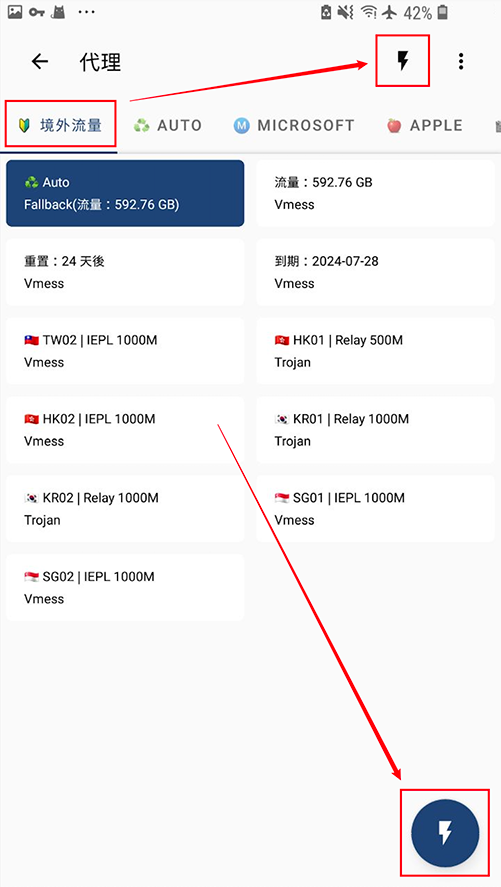 42%
代理
境外流量
AUTO
MICROSOFT
APPLE
Auto
Fallback(流量：592.76 GB)
流量：592.76 GB
Vmess
重置：24 天後
Vmess
到期：2024-07-28
Vmess
TW02 | IEPL 1000M
Vmess
HK01 | Relay 500M
Trojan
HK02 | IEPL 1000M
Vmess
KR01 | Relay 1000M
Trojan
KR02 | Relay 1000M
Trojan
SG01 | IEPL 1000M
Vmess
SG02 | IEPL 1000M
Vmess